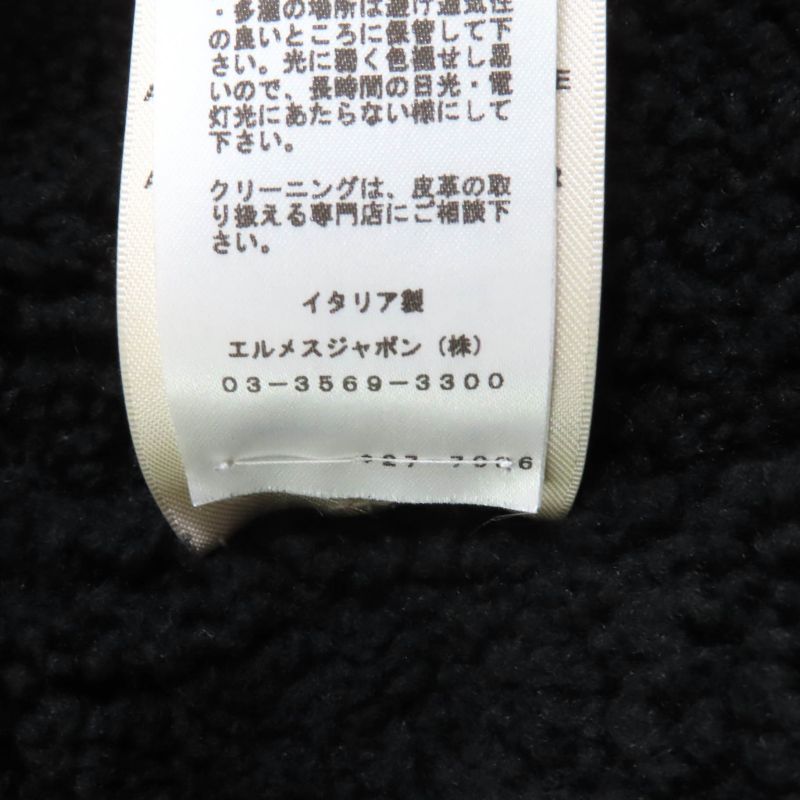 ・多湿の場所は避け通気性
の良いところに保管して下
さい。光に弱く色褪せし易
いので、長時間の日光・電
灯光にあたらない様にして
下さい。
クリーニングは、皮革の取
り扱える専門店にご相談下
さい。
イタリア製
エルメスジャポン（株）
03-3569-3300